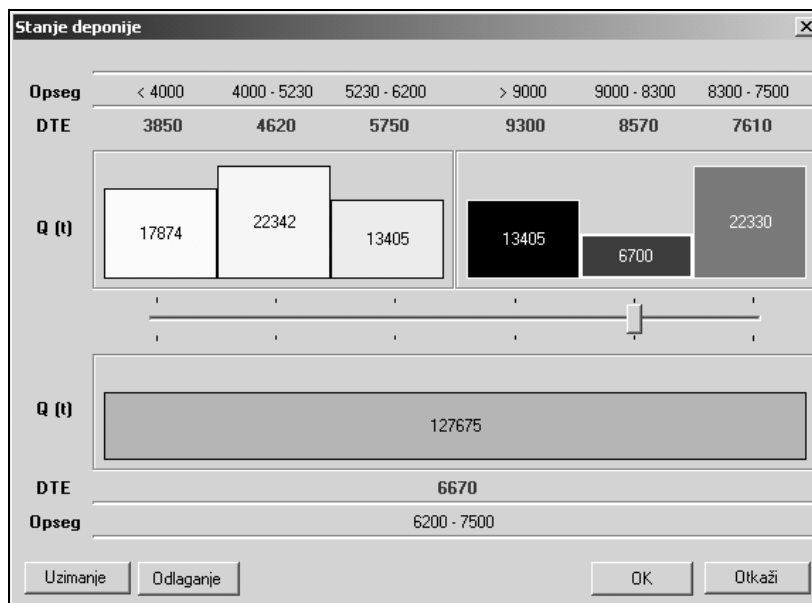 Stanje deponije
Opseg < 4000 4000 - 5230 5230 - 6200 > 9000 9000 - 8300 8300 - 7500
DTE 3850 4620 5750 9300 8570 7610
Q (t) 17874 22342 13405 13405 6700 22330
Q (t) 127675
DTE 6670
Opseg 6200 - 7500
Uzimanje Odlaganje OK Otkaži